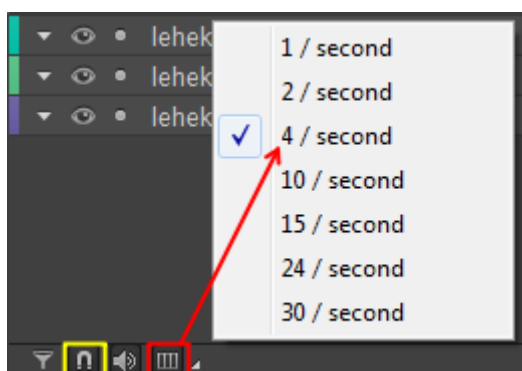 lehek
1 / second
lehek
2 / second
lehek
4 / second
10 / second
15 / second
24 / second
30 / second